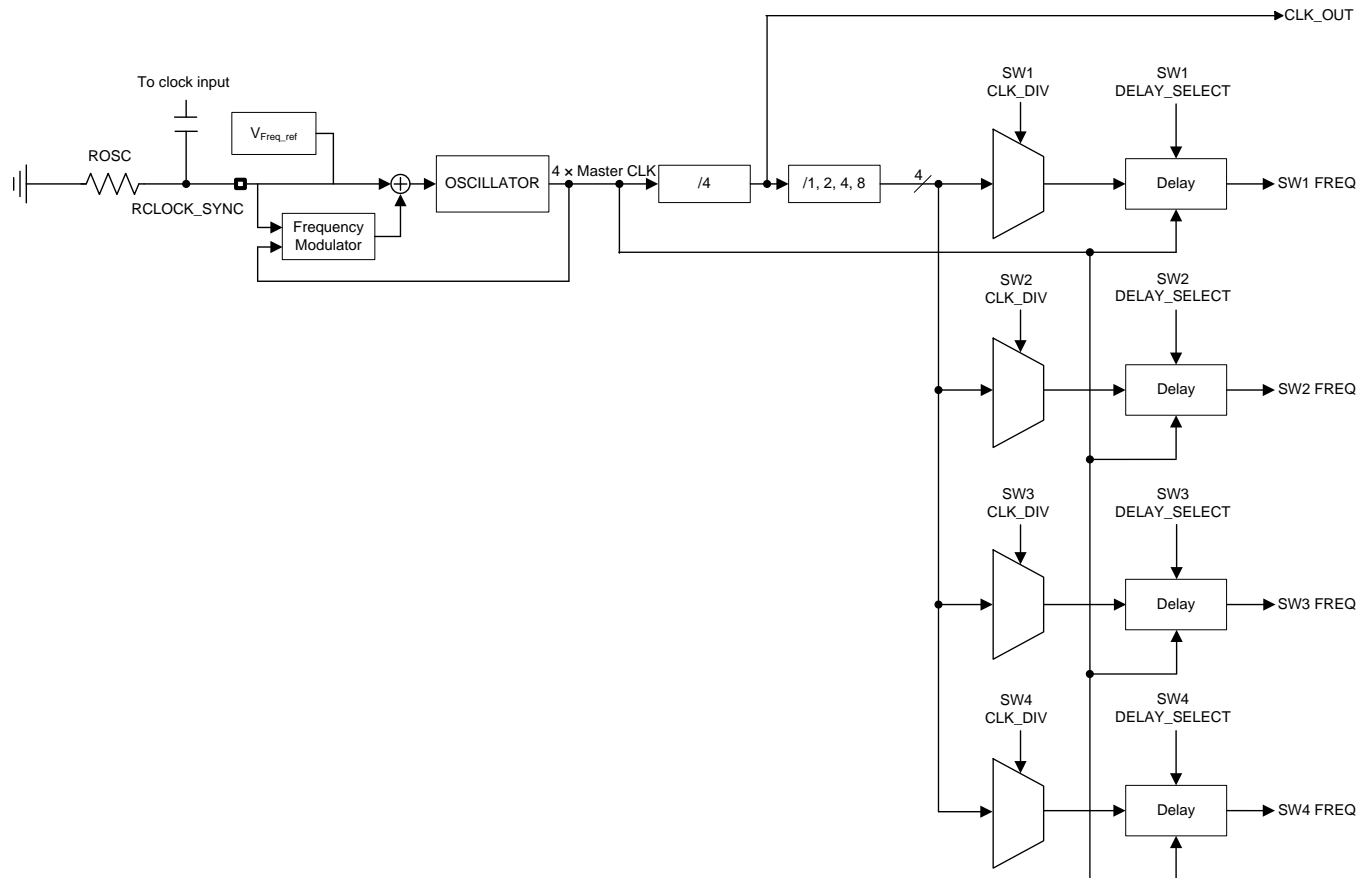 CLK_OUT
To clock input
SW1
CLK_DIV
SW1
DELAY_SELECT
V_Freq_ref
ROSC
OSCILLATOR
4 × Master CLK
/4
/1, 2, 4, 8
4
Delay
SW1 FREQ
RCLOCK_SYNC
Frequency
Modulator
SW2
CLK_DIV
SW2
DELAY_SELECT
Delay
SW2 FREQ
SW3
CLK_DIV
SW3
DELAY_SELECT
Delay
SW3 FREQ
SW4
CLK_DIV
SW4
DELAY_SELECT
Delay
SW4 FREQ